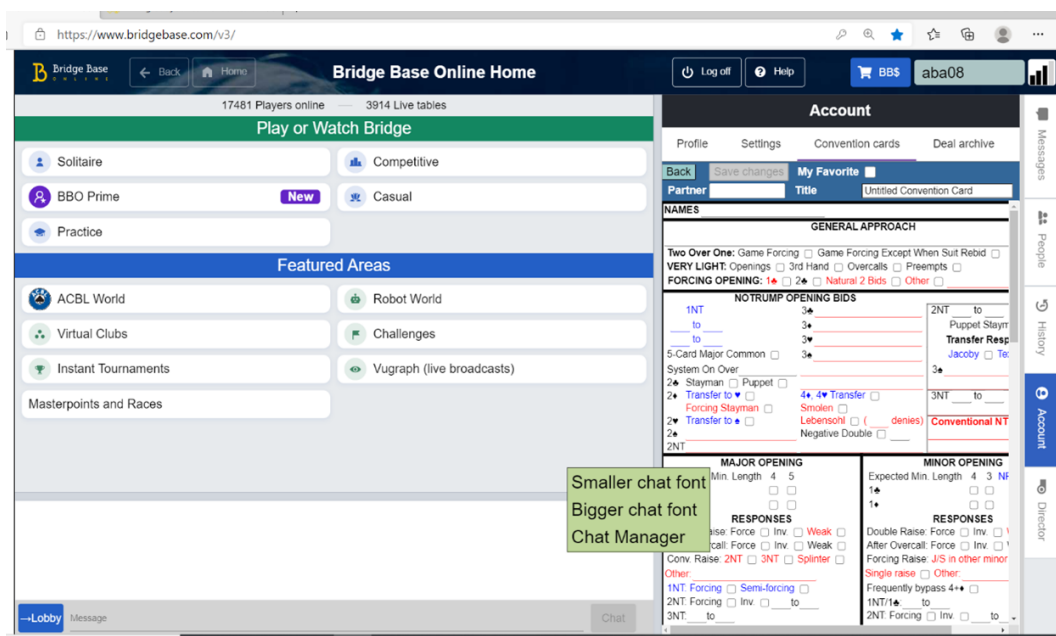 https://www.bridgebase.com/v3/
Bridge Base
ONLINE
Back
Home
Bridge Base Online Home
Log off
Help
BB$
aba08
17481 Players online — 3914 Live tables
Play or Watch Bridge
Solitaire
Competitive
BBO Prime
New
Casual
Practice
Featured Areas
ACBL World
Robot World
Virtual Clubs
Challenges
Instant Tournaments
Vugraph (live broadcasts)
Masterpoints and Races
Smaller chat font
Bigger chat font
Chat Manager
→Lobby
Message
Chat
Account
Profile
Settings
Convention cards
Deal archive
Back
Save changes
My Favorite
Partner
Title
Untitled Convention Card
NAMES
GENERAL APPROACH
Two Over One: Game Forcing Game Forcing Except When Suit Rebid
VERY LIGHT: Openings 3rd Hand Overcalls Preempts
FORCING OPENING: 1♣ 2♣ Natural 2 Bids Other
NOTRUMP OPENING BIDS
1NT
3♣
2NT to
to
3♦
Puppet Staym
to
3♥
Transfer Resp
5-Card Major Common
3♠
Jacoby
System On Over
3♠
2♣ Stayman Puppet
2♦ Transfer to ♥
4♦, 4♥ Transfer
3NT to
Forcing Stayman
Smolen
2♥ Transfer to ♠
Lebensohl ( denies)
Conventional NT
2♠
Negative Double
2NT
MAJOR OPENING
Min. Length 4 5
RESPONSES
Force Inv. Weak
Force Inv. Weak
Conv. Raise: 2NT 3NT Splinter
Other:
1NT: Forcing Semi-forcing
2NT: Forcing Inv. to
3NT: to
MINOR OPENING
Expected Min. Length 4 3
1♣
1♦
RESPONSES
Double Raise: Force Inv.
After Overcall: Force Inv.
Forcing Raise: J/S in other minor
Single raise Other:
Frequently bypass 4+♦
1NT/1♣: to
2NT: Forcing Inv. to
Messages
People
History
Account
Director